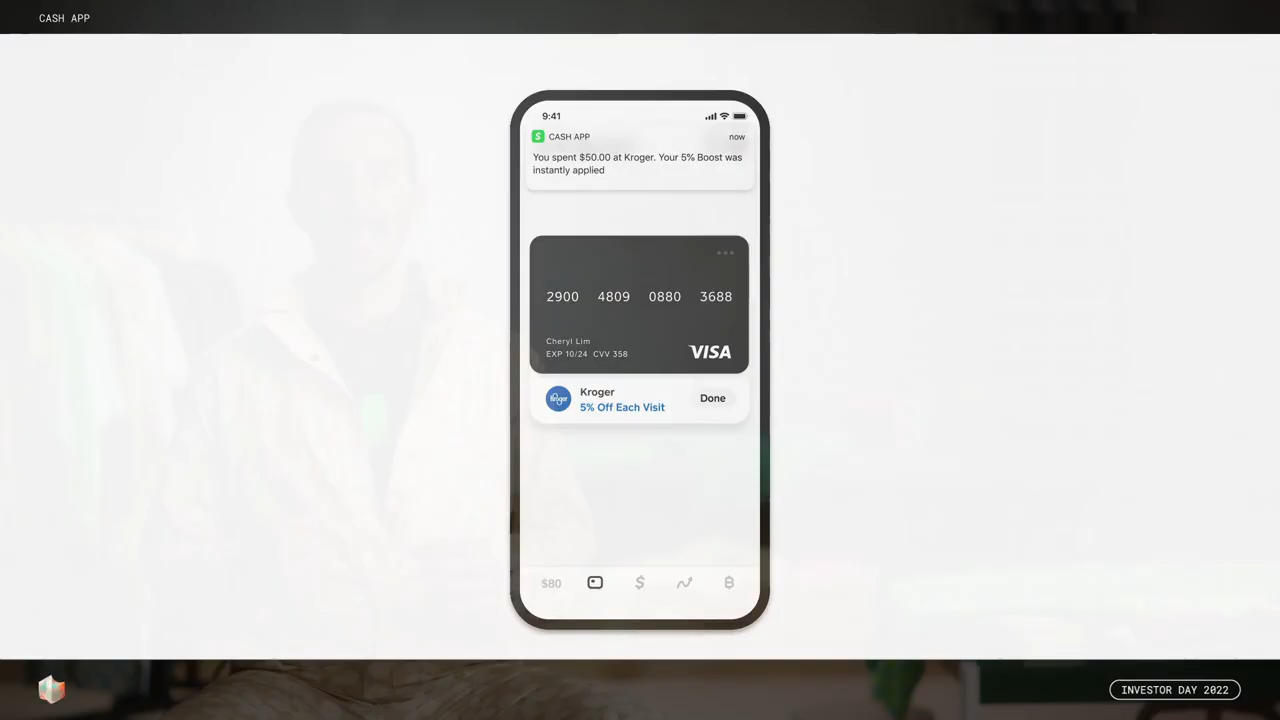 CASH APP
9:41
CASH APP now
You spent $50.00 at Kroger. Your 5% Boost was
instantly applied
2900 4809 0880 3688
Cheryl Lim
EXP 10/24 CVV 358
VISA
Kroger
Kroger
5% Off Each Visit
Done
$80
INVESTOR DAY 2022